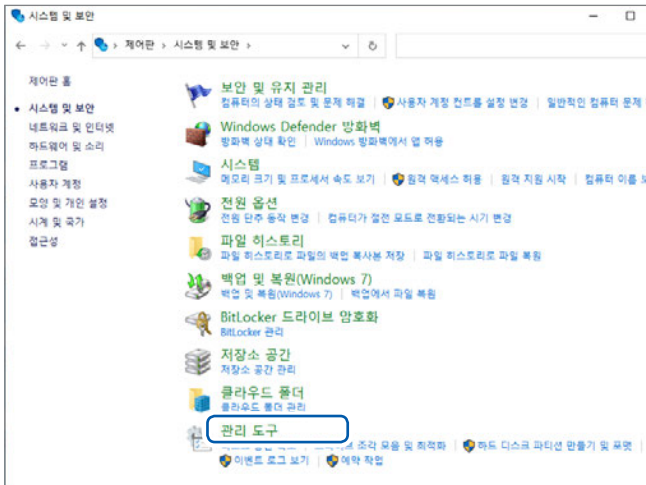 시스템 및 보안
제어판 › 시스템 및 보안 ›
제어판 홈
시스템 및 보안
네트워크 및 인터넷
하드웨어 및 소리
프로그램
사용자 계정
모양 및 개인 설정
시계 및 국가
접근성
보안 및 유지 관리
컴퓨터의 상태 검토 및 문제 해결 | 사용자 계정 컨트롤 설정 변경 | 일반적인 컴퓨터 문제
Windows Defender 방화벽
방화벽 상태 확인 | Windows 방화벽에서 앱 허용
시스템
메모리 크기 및 프로세서 속도 보기 | 원격 액세스 허용 | 원격 지원 시작 | 컴퓨터 이름 보
전원 옵션
전원 단추 동작 변경 | 컴퓨터가 절전 모드로 전환되는 시기 변경
파일 히스토리
파일 히스토리로 파일의 백업 복사본 저장 | 파일 히스토리로 파일 복원
백업 및 복원(Windows 7)
백업 및 복원(Windows 7) | 백업에서 파일 복원
BitLocker 드라이브 암호화
BitLocker 관리
저장소 공간
저장소 공간 관리
클라우드 폴더
클라우드 폴더 관리
관리 도구
조각 모음 및 최적화 | 하드 디스크 파티션 만들기 및 포맷
이벤트 로그 보기 | 예약 작업